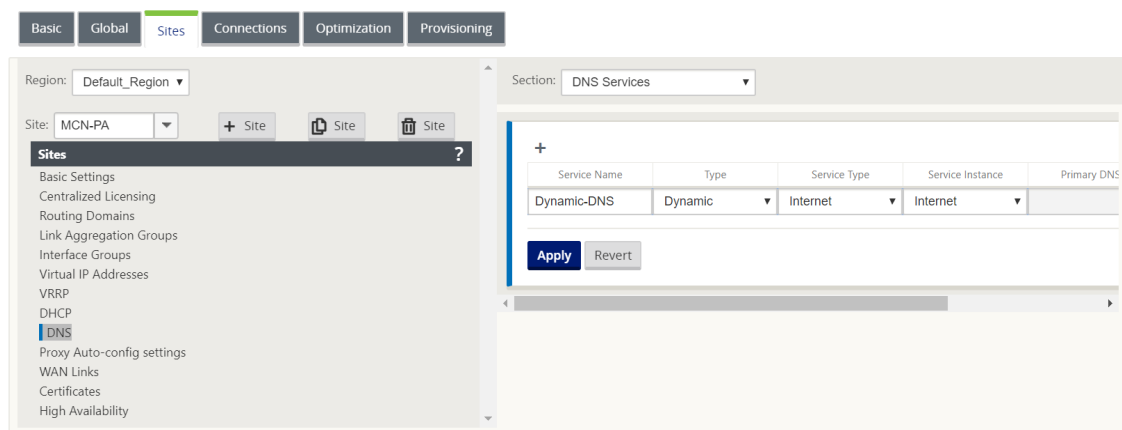 Basic Global Sites Connections Optimization Provisioning
Region: Default_Region
Site: MCN-PA + Site Site Site
Sites ?
Basic Settings
Centralized Licensing
Routing Domains
Link Aggregation Groups
Interface Groups
Virtual IP Addresses
VRRP
DHCP
DNS
Proxy Auto-config settings
WAN Links
Certificates
High Availability
Section: DNS Services
+
Service Name Type Service Type Service Instance Primary DNS
Dynamic-DNS Dynamic Internet Internet
Apply Revert